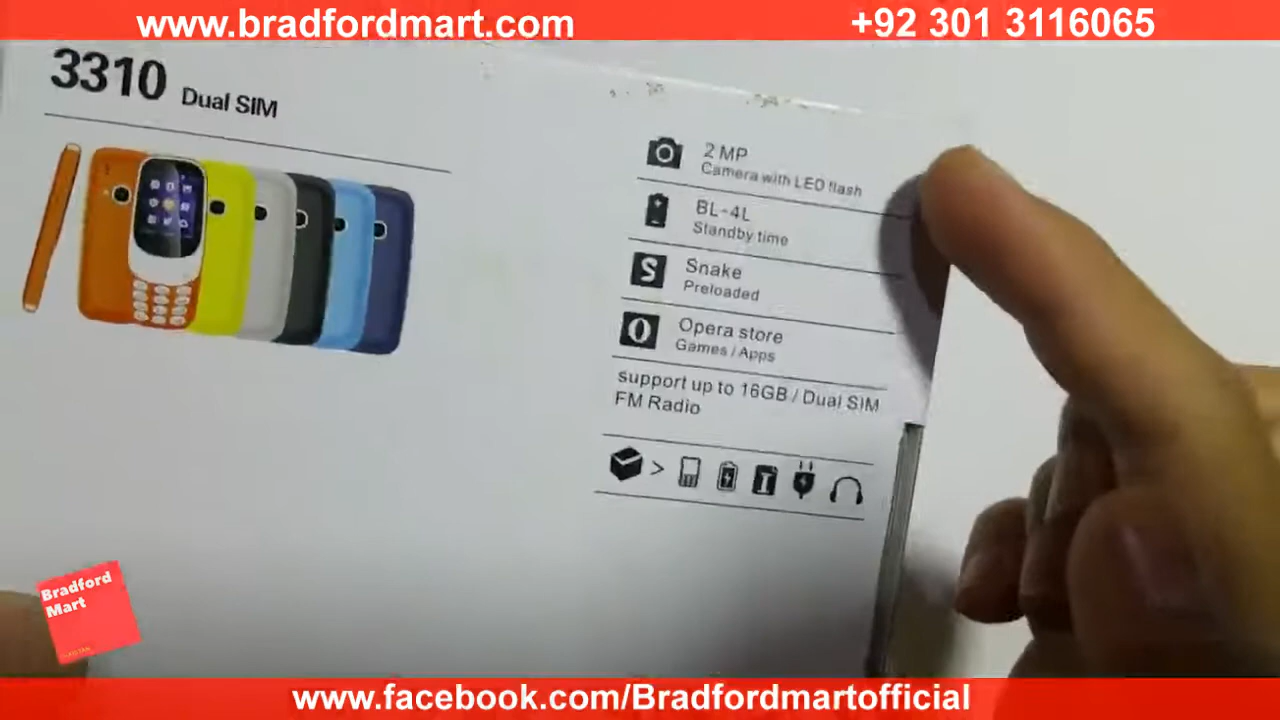 www.bradfordmart.com
+92 301 3116065
3310 Dual SIM
2 MP
Camera with LED flash
BL-4L
Standby time
Snake
Preloaded
Opera store
Games / Apps
support up to 16GB / Dual SIM
FM Radio
Bradford
Mart
www.facebook.com/Bradfordmartofficial